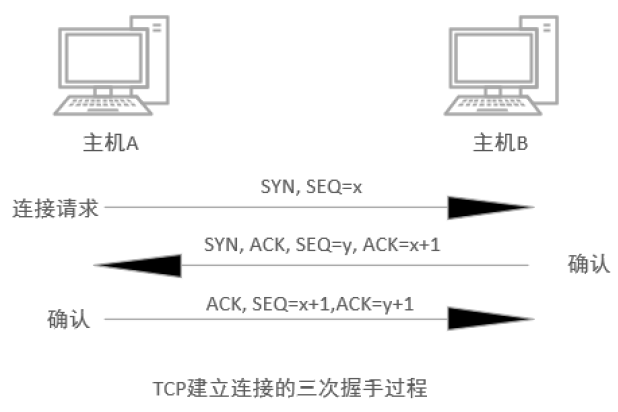 主机A
主机B
SYN, SEQ=x
连接请求
SYN, ACK, SEQ=y, ACK=x+1
确认
ACK, SEQ=x+1,ACK=y+1
确认
TCP建立连接的三次握手过程